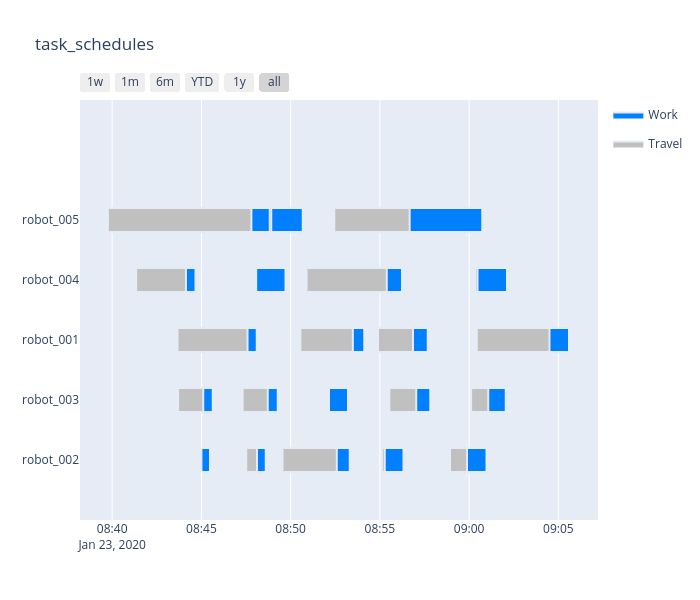 task_schedules
1w 1m 6m YTD 1y all
Work
Travel
robot_005
robot_004
robot_001
robot_003
robot_002
08:40 08:45 08:50 08:55 09:00 09:05
Jan 23, 2020